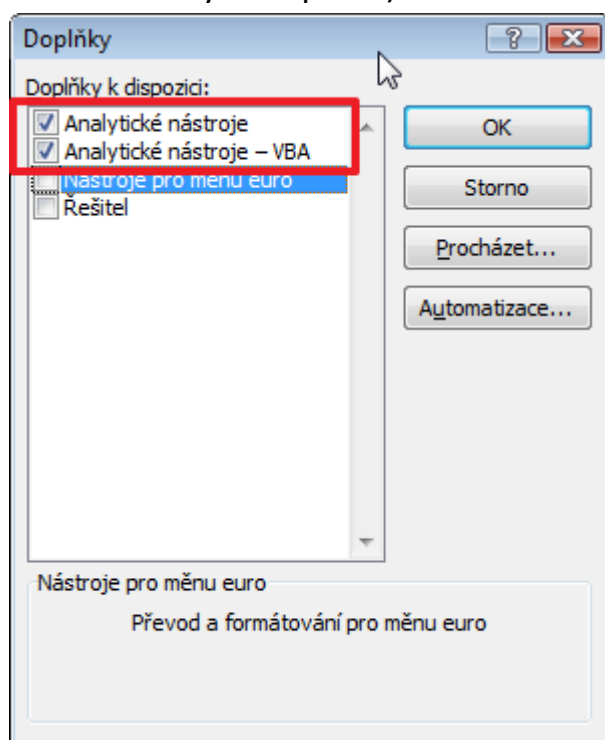 Doplňky
Doplňky k dispozici:
Analytické nástroje
Analytické nástroje – VBA
Nástroje pro měnu euro
Řešitel
OK
Storno
Procházet...
Automatizace...
Nástroje pro měnu euro
Převod a formátování pro měnu euro